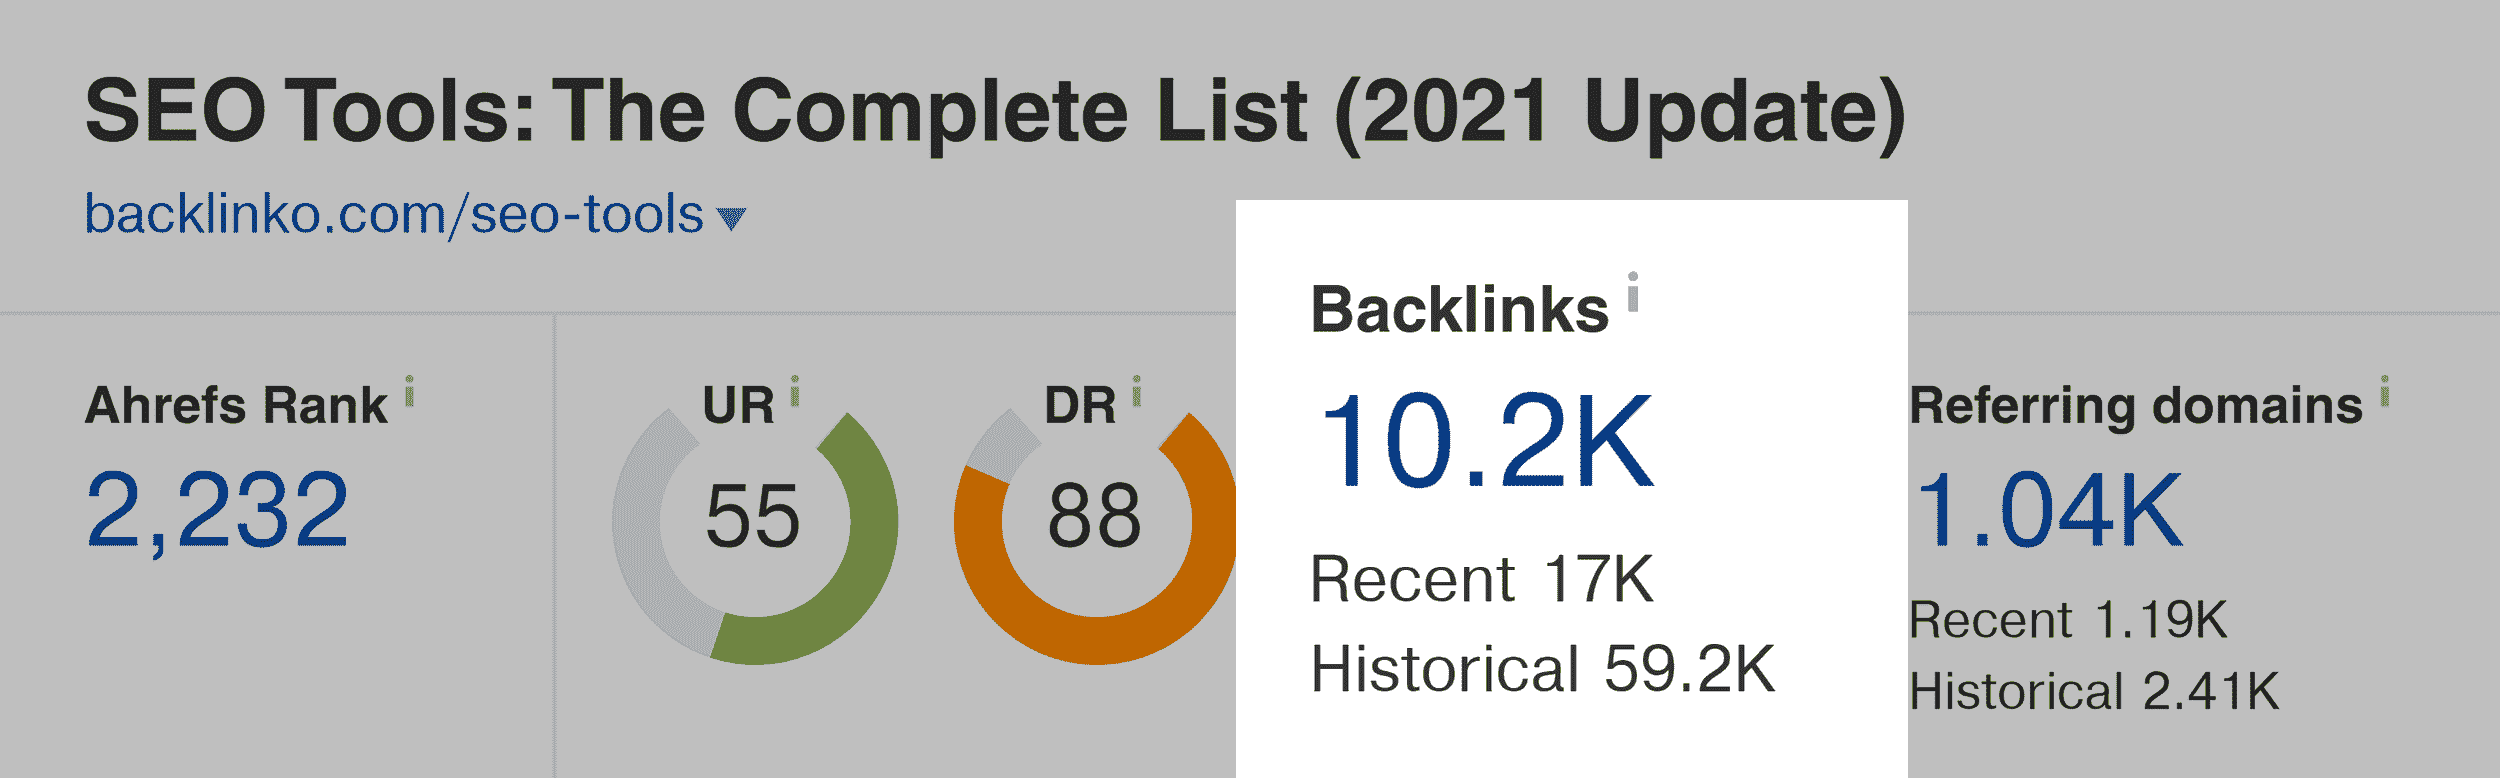 SEO Tools: The Complete List (2021 Update)
backlinko.com/seo-tools
Ahrefs Rank i
2,232
UR i
55
DR i
88
Backlinks i
10.2K
Recent 17K
Historical 59.2K
Referring domains i
1.04K
Recent 1.19K
Historical 2.41K